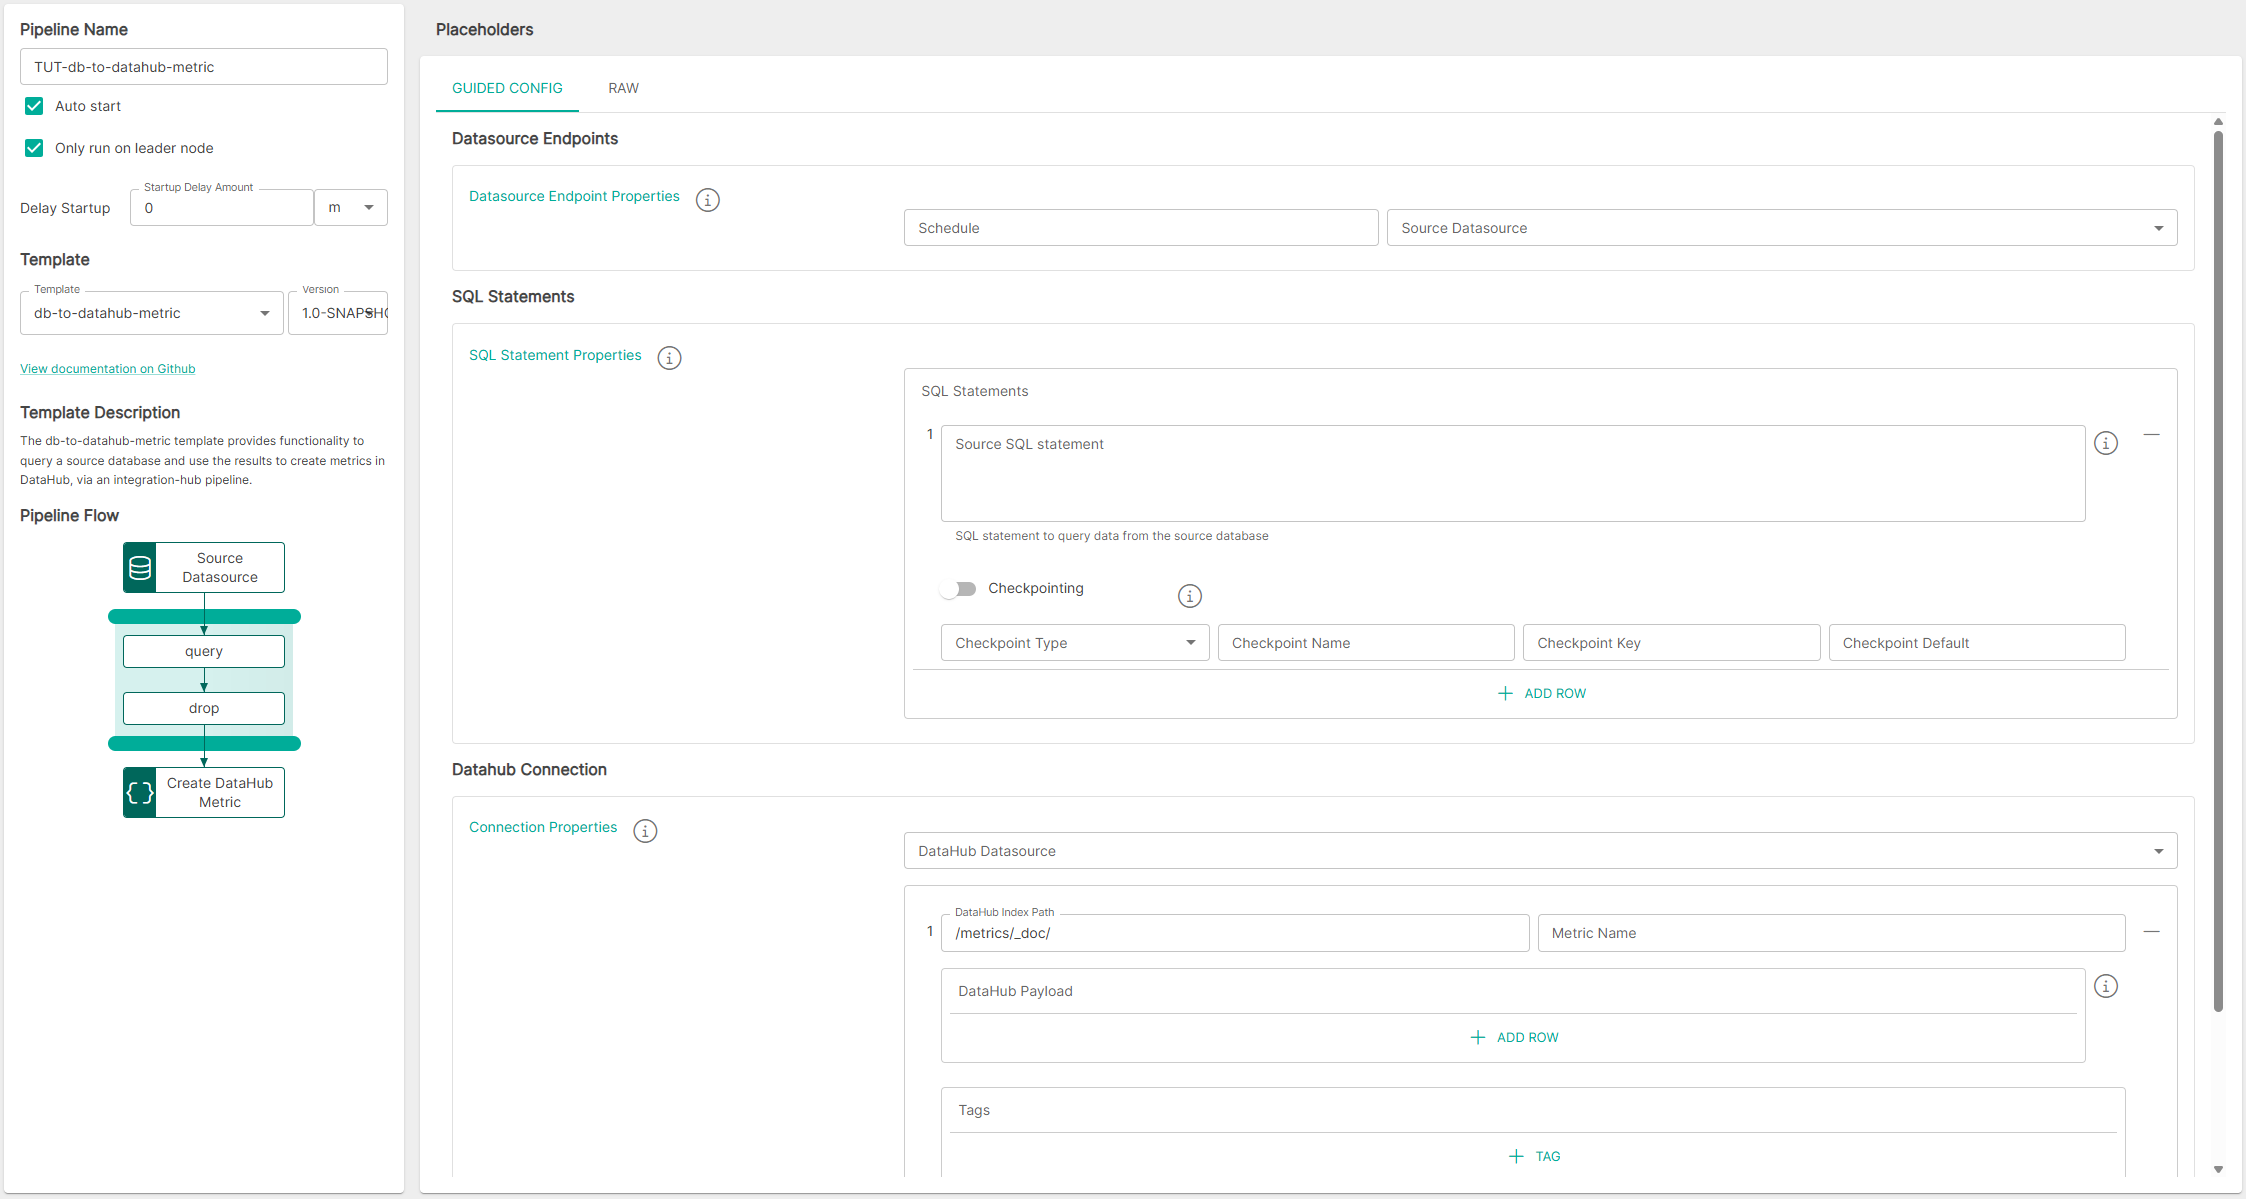 Pipeline Name
TUT-db-to-datahub-metric
Auto start
Only run on leader node
Delay Startup
Startup Delay Amount
0
m
Template
Template
db-to-datahub-metric
Version
1.0-SNAPSHO
View documentation on Github
Template Description
The db-to-datahub-metric template provides functionality to
query a source database and use the results to create metrics in
DataHub, via an integration-hub pipeline.
Pipeline Flow
Source
Datasource
query
drop
Create DataHub
Metric
Placeholders
GUIDED CONFIG
RAW
Datasource Endpoints
Datasource Endpoint Properties
Schedule
Source Datasource
SQL Statements
SQL Statement Properties
SQL Statements
1
Source SQL statement
SQL statement to query data from the source database
Checkpointing
Checkpoint Type
Checkpoint Name
Checkpoint Key
Checkpoint Default
ADD ROW
Datahub Connection
Connection Properties
DataHub Datasource
1
DataHub Index Path
/metrics/_doc/
Metric Name
DataHub Payload
ADD ROW
Tags
TAG